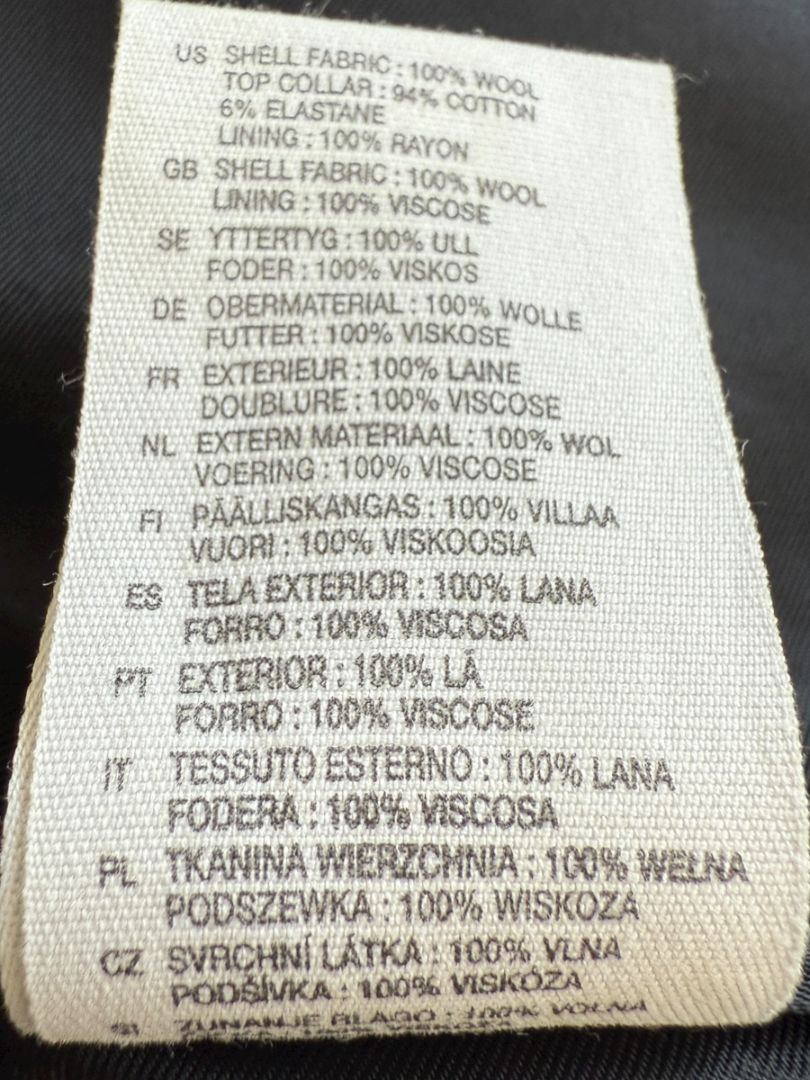 US SHELL FABRIC : 100% WOOL
TOP COLLAR : 94% COTTON
6% ELASTANE
LINING : 100% RAYON
GB SHELL FABRIC : 100% WOOL
LINING : 100% VISCOSE
SE YTTERTYG : 100% ULL
FODER : 100% VISKOS
DE OBERMATERIAL : 100% WOLLE
FUTTER : 100% VISKOSE
FR EXTERIEUR : 100% LAINE
DOUBLURE : 100% VISCOSE
NL EXTERN MATERIAAL : 100% WOL
VOERING : 100% VISCOSE
FI PÄÄLLISKANGAS : 100% VILLAA
VUORI : 100% VISKOOSIA
ES TELA EXTERIOR : 100% LANA
FORRO : 100% VISCOSA
PT EXTERIOR : 100% LÃ
FORRO : 100% VISCOSE
IT TESSUTO ESTERNO : 100% LANA
FODERA : 100% VISCOSA
PL TKANINA WIERZCHNIA : 100% WEŁNA
PODSZEWKA : 100% WISKOZA
CZ SVRCHNÍ LÁTKA : 100% VLNA
PODŠÍVKA : 100% VISKÓZA
SI ZUNANJE BLAGO : 100% VOLNA